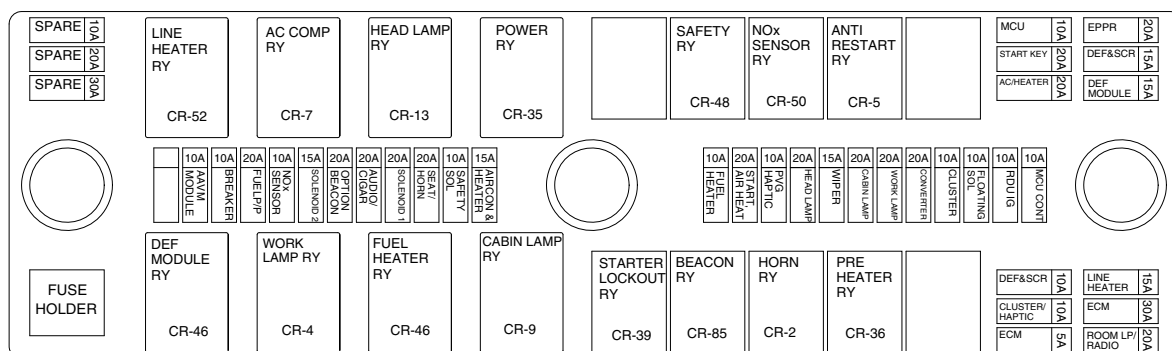 SPARE 10A
SPARE 20A
SPARE 30A
LINE
HEATER
RY
CR-52
AC COMP
RY
CR-7
HEAD LAMP
RY
CR-13
POWER
RY
CR-35
SAFETY
RY
CR-48
NOx
SENSOR
RY
CR-50
ANTI
RESTART
RY
CR-5
MCU 10A
START KEY 20A
AC/HEATER 20A
EPPR 20A
DEF&SCR 15A
DEF
MODULE 15A
10A AAVM
MODULE
10A BREAKER
20A FUELP/P
10A NOx
SENSOR
15A SOLENOID 2
20A OPTION
BEACON
20A AUDIO/
CIGAR
20A SOLENOID 1
20A SEAT/
HORN
10A SAFETY
SOL
15A AIRCON &
HEATER
10A FUEL
HEATER
20A START,
AIR HEAT
10A PVG
HAPTIC
20A HEAD LAMP
15A WIPER
20A CABIN LAMP
20A WORK LAMP
20A CONVERTER
10A CLUSTER
10A FLOATING
SOL
10A RDU IG
10A MCU CONT
FUSE
HOLDER
DEF
MODULE
RY
CR-46
WORK
LAMP RY
CR-4
FUEL
HEATER
RY
CR-46
CABIN LAMP
RY
CR-9
STARTER
LOCKOUT
RY
CR-39
BEACON
RY
CR-85
HORN
RY
CR-2
PRE
HEATER
RY
CR-36
DEF&SCR 10A
CLUSTER/
HAPTIC 10A
ECM 5A
LINE
HEATER 15A
ECM 30A
ROOM LP/
RADIO 20A